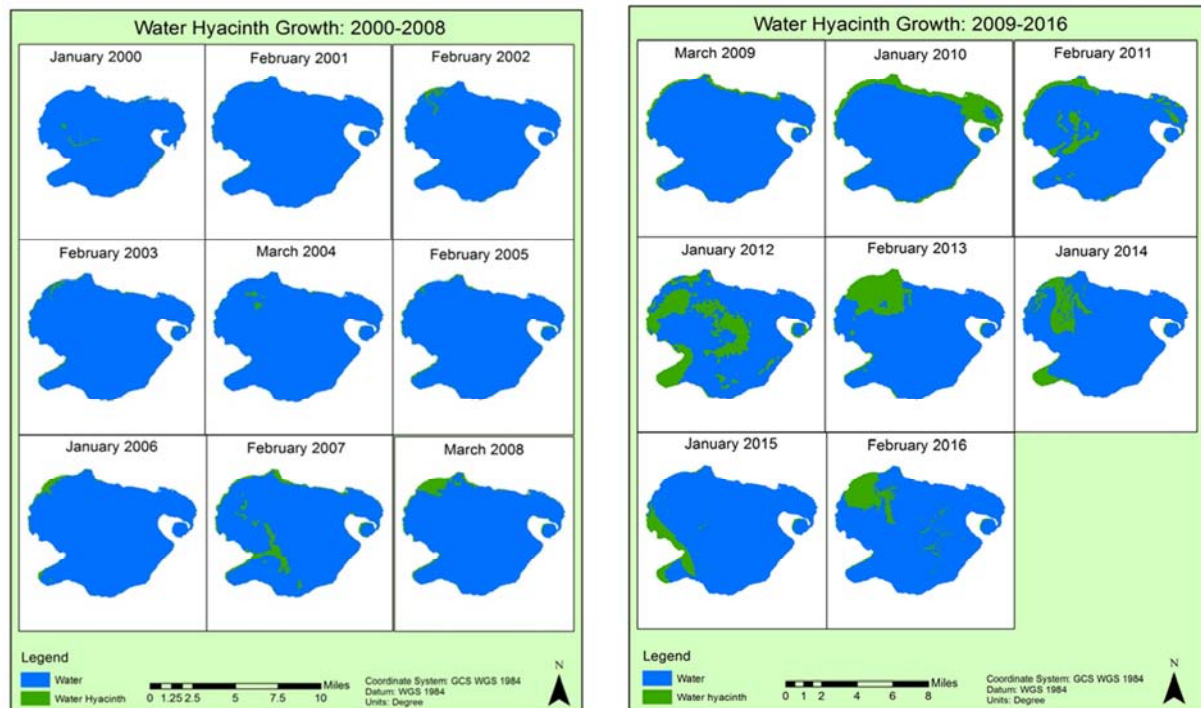 Water Hyacinth Growth: 2000-2008
January 2000
February 2001
February 2002
February 2003
March 2004
February 2005
January 2006
February 2007
March 2008
Legend
Water
Water Hyacinth
0 1.25 2.5 5 10 Miles
Coordinate System: GCS WGS 1984
Datum: WGS 1984
Units: Degree
N
Water Hyacinth Growth: 2009-2016
March 2009
January 2010
February 2011
January 2012
February 2013
January 2014
January 2015
February 2016
Legend
Water
Water hyacinth
0 1 2 4 6 8 Miles
Coordinate System: GCS WGS 1984
Datum: WGS 1984
Units: Degree
N